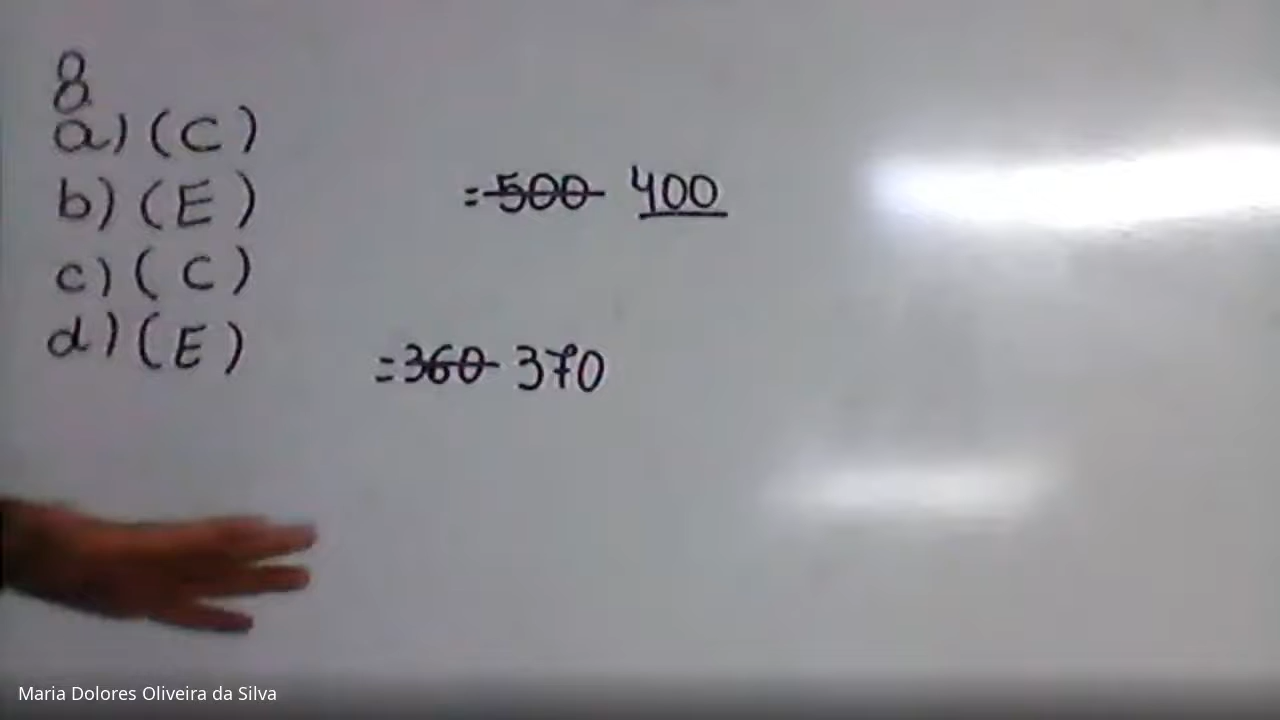 8
a) (C)
b) (E) = 500 400
c) (C)
d) (E) = 360 370
Maria Dolores Oliveira da Silva